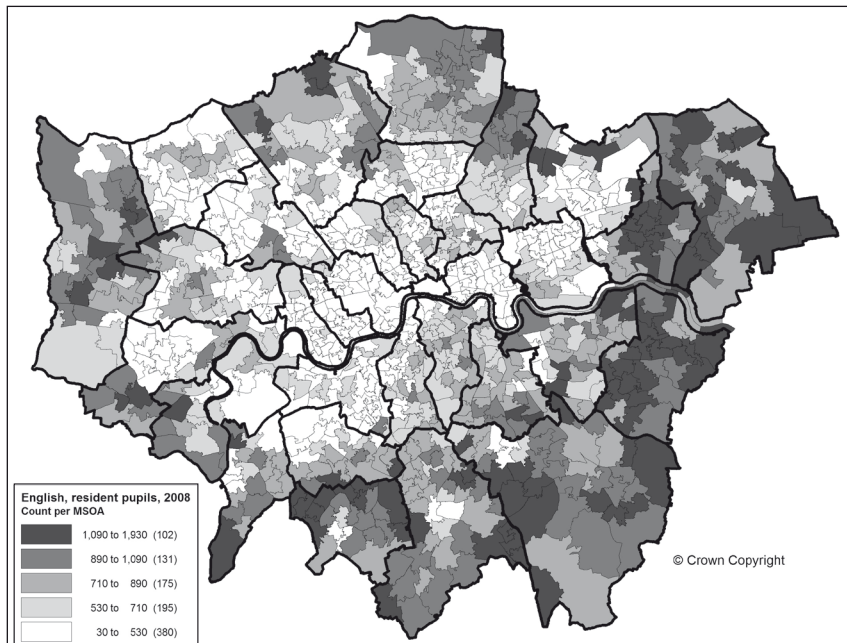 English, resident pupils, 2008
Count per MSOA
1,090 to 1,930 (102)
890 to 1,090 (131)
710 to 890 (175)
530 to 710 (195)
30 to 530 (380)
© Crown Copyright